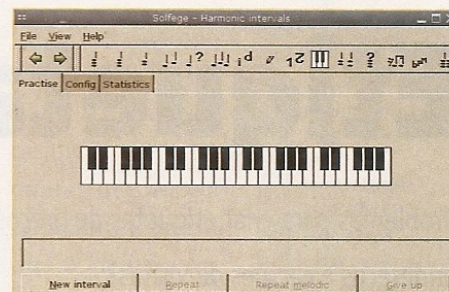 Solfege - Harmonic intervals
File View Help
Practise Config Statistics
New interval Repeat Repeat melodic Give up